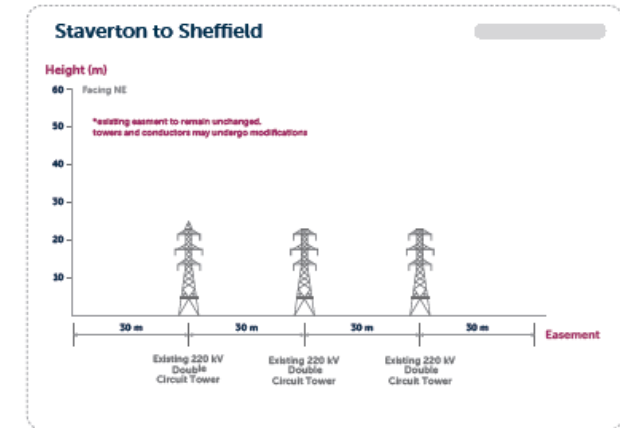 Staverton to Sheffield
Height (m)
60
Facing NE
*existing easment to remain unchanged.
towers and conductors may undergo modifications
50
40
30
20
10
30 m
30 m
30 m
30 m
Easement
Existing 220 kV
Double
Circuit Tower
Existing 220 kV
Double
Circuit Tower
Existing 220 kV
Double
Circuit Tower